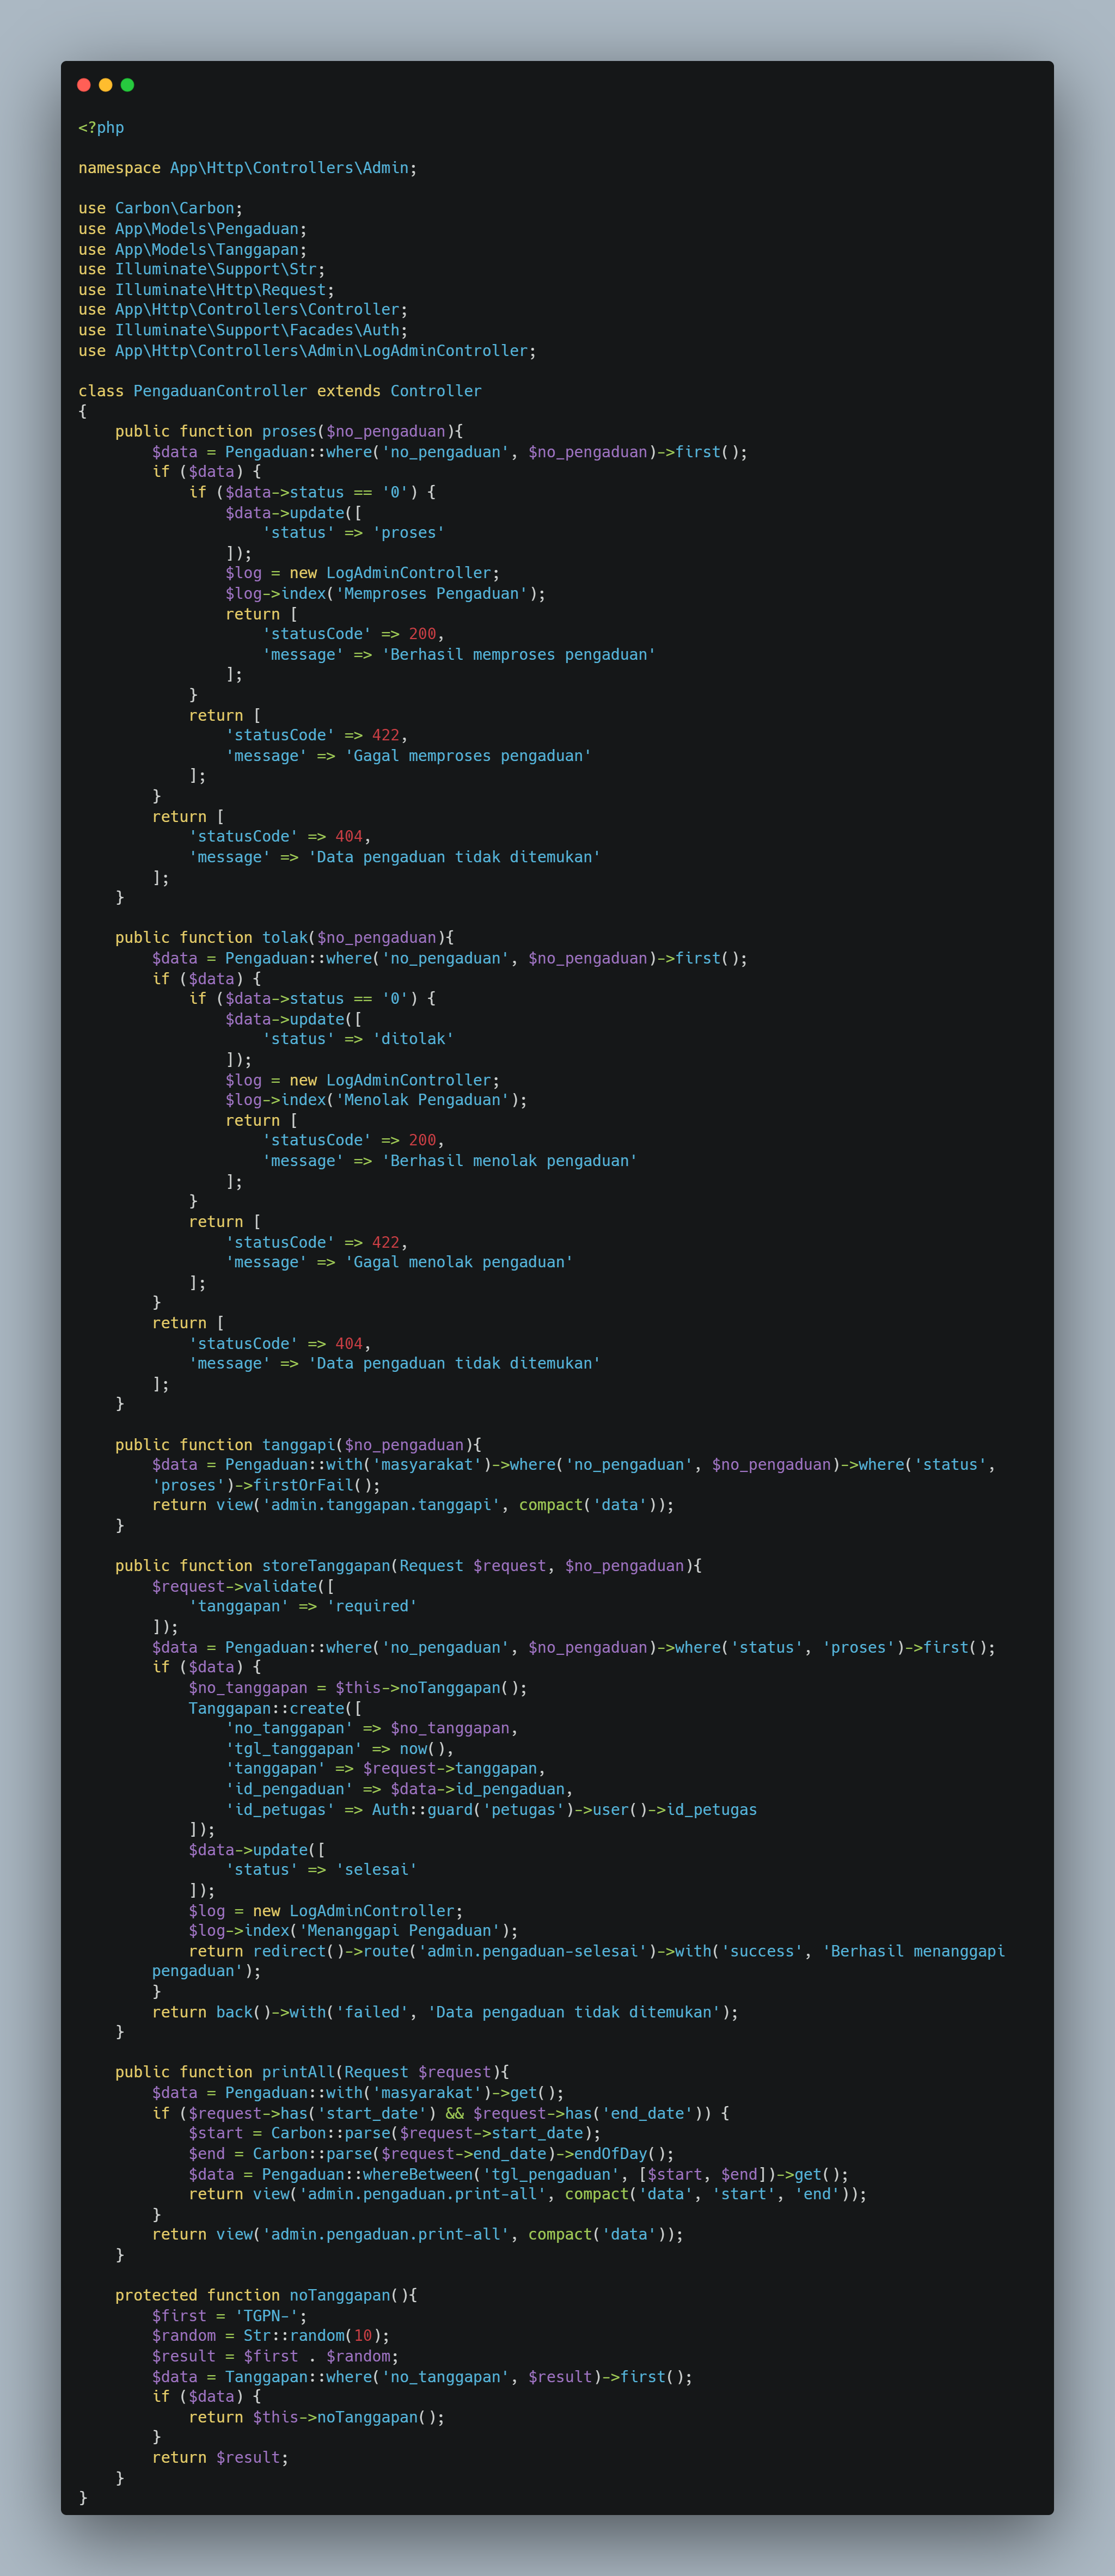 <?php

namespace App\Http\Controllers\Admin;

use Carbon\Carbon;
use App\Models\Pengaduan;
use App\Models\Tanggapan;
use Illuminate\Support\Str;
use Illuminate\Http\Request;
use App\Http\Controllers\Controller;
use Illuminate\Support\Facades\Auth;
use App\Http\Controllers\Admin\LogAdminController;

class PengaduanController extends Controller
{
    public function proses($no_pengaduan){
        $data = Pengaduan::where('no_pengaduan', $no_pengaduan)->first();
        if ($data) {
            if ($data->status == '0') {
                $data->update([
                    'status' => 'proses'
                ]);
                $log = new LogAdminController;
                $log->index('Memproses Pengaduan');
                return [
                    'statusCode' => 200,
                    'message' => 'Berhasil memproses pengaduan'
                ];
            }
            return [
                'statusCode' => 422,
                'message' => 'Gagal memproses pengaduan'
            ];
        }
        return [
            'statusCode' => 404,
            'message' => 'Data pengaduan tidak ditemukan'
        ];
    }

    public function tolak($no_pengaduan){
        $data = Pengaduan::where('no_pengaduan', $no_pengaduan)->first();
        if ($data) {
            if ($data->status == '0') {
                $data->update([
                    'status' => 'ditolak'
                ]);
                $log = new LogAdminController;
                $log->index('Menolak Pengaduan');
                return [
                    'statusCode' => 200,
                    'message' => 'Berhasil menolak pengaduan'
                ];
            }
            return [
                'statusCode' => 422,
                'message' => 'Gagal menolak pengaduan'
            ];
        }
        return [
            'statusCode' => 404,
            'message' => 'Data pengaduan tidak ditemukan'
        ];
    }

    public function tanggapi($no_pengaduan){
        $data = Pengaduan::with('masyarakat')->where('no_pengaduan', $no_pengaduan)->where('status',
        'proses')->firstOrFail();
        return view('admin.tanggapan.tanggapi', compact('data'));
    }

    public function storeTanggapan(Request $request, $no_pengaduan){
        $request->validate([
            'tanggapan' => 'required'
        ]);
        $data = Pengaduan::where('no_pengaduan', $no_pengaduan)->where('status', 'proses')->first();
        if ($data) {
            $no_tanggapan = $this->noTanggapan();
            Tanggapan::create([
                'no_tanggapan' => $no_tanggapan,
                'tgl_tanggapan' => now(),
                'tanggapan' => $request->tanggapan,
                'id_pengaduan' => $data->id_pengaduan,
                'id_petugas' => Auth::guard('petugas')->user()->id_petugas
            ]);
            $data->update([
                'status' => 'selesai'
            ]);
            $log = new LogAdminController;
            $log->index('Menanggapi Pengaduan');
            return redirect()->route('admin.pengaduan-selesai')->with('success', 'Berhasil menanggapi
        pengaduan');
        }
        return back()->with('failed', 'Data pengaduan tidak ditemukan');
    }

    public function printAll(Request $request){
        $data = Pengaduan::with('masyarakat')->get();
        if ($request->has('start_date') && $request->has('end_date')) {
            $start = Carbon::parse($request->start_date);
            $end = Carbon::parse($request->end_date)->endOfDay();
            $data = Pengaduan::whereBetween('tgl_pengaduan', [$start, $end])->get();
            return view('admin.pengaduan.print-all', compact('data', 'start', 'end'));
        }
        return view('admin.pengaduan.print-all', compact('data'));
    }

    protected function noTanggapan(){
        $first = 'TGPN-';
        $random = Str::random(10);
        $result = $first . $random;
        $data = Tanggapan::where('no_tanggapan', $result)->first();
        if ($data) {
            return $this->noTanggapan();
        }
        return $result;
    }
}